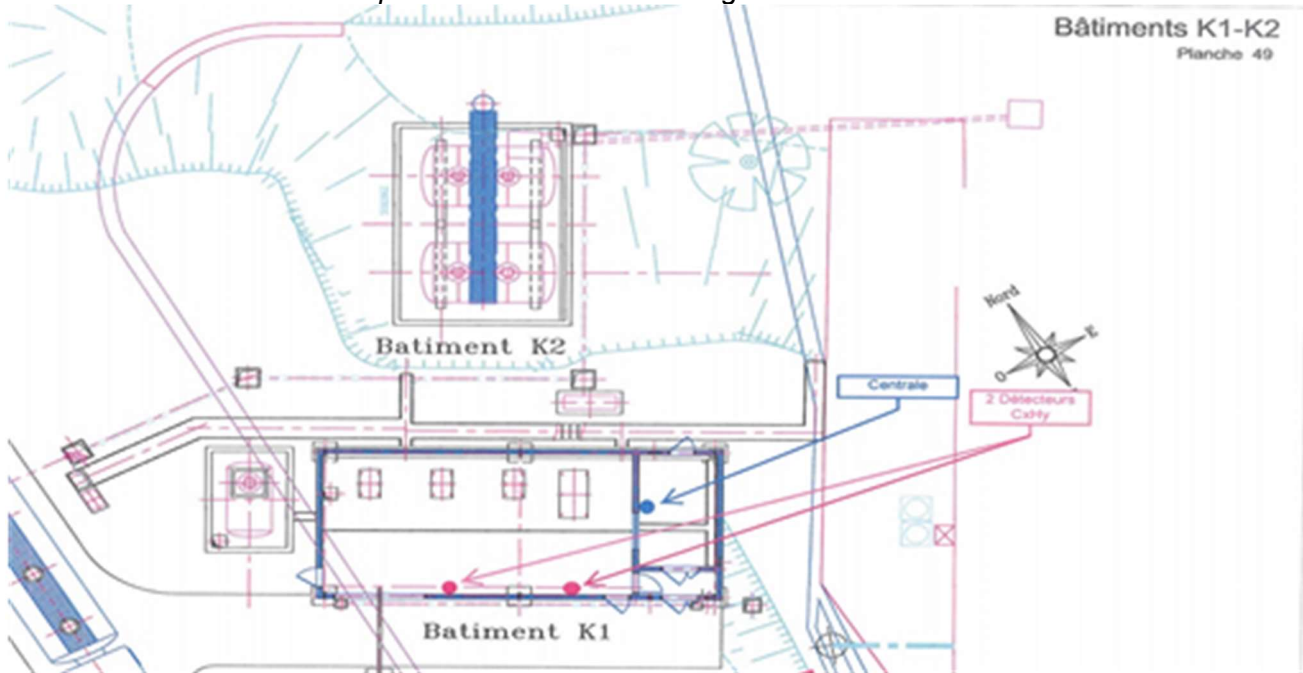 Bâtiments K1-K2
Planche 49
Nord
E
O
Batiment K2
Centrale
2 Détecteurs
CxHy
Batiment K1